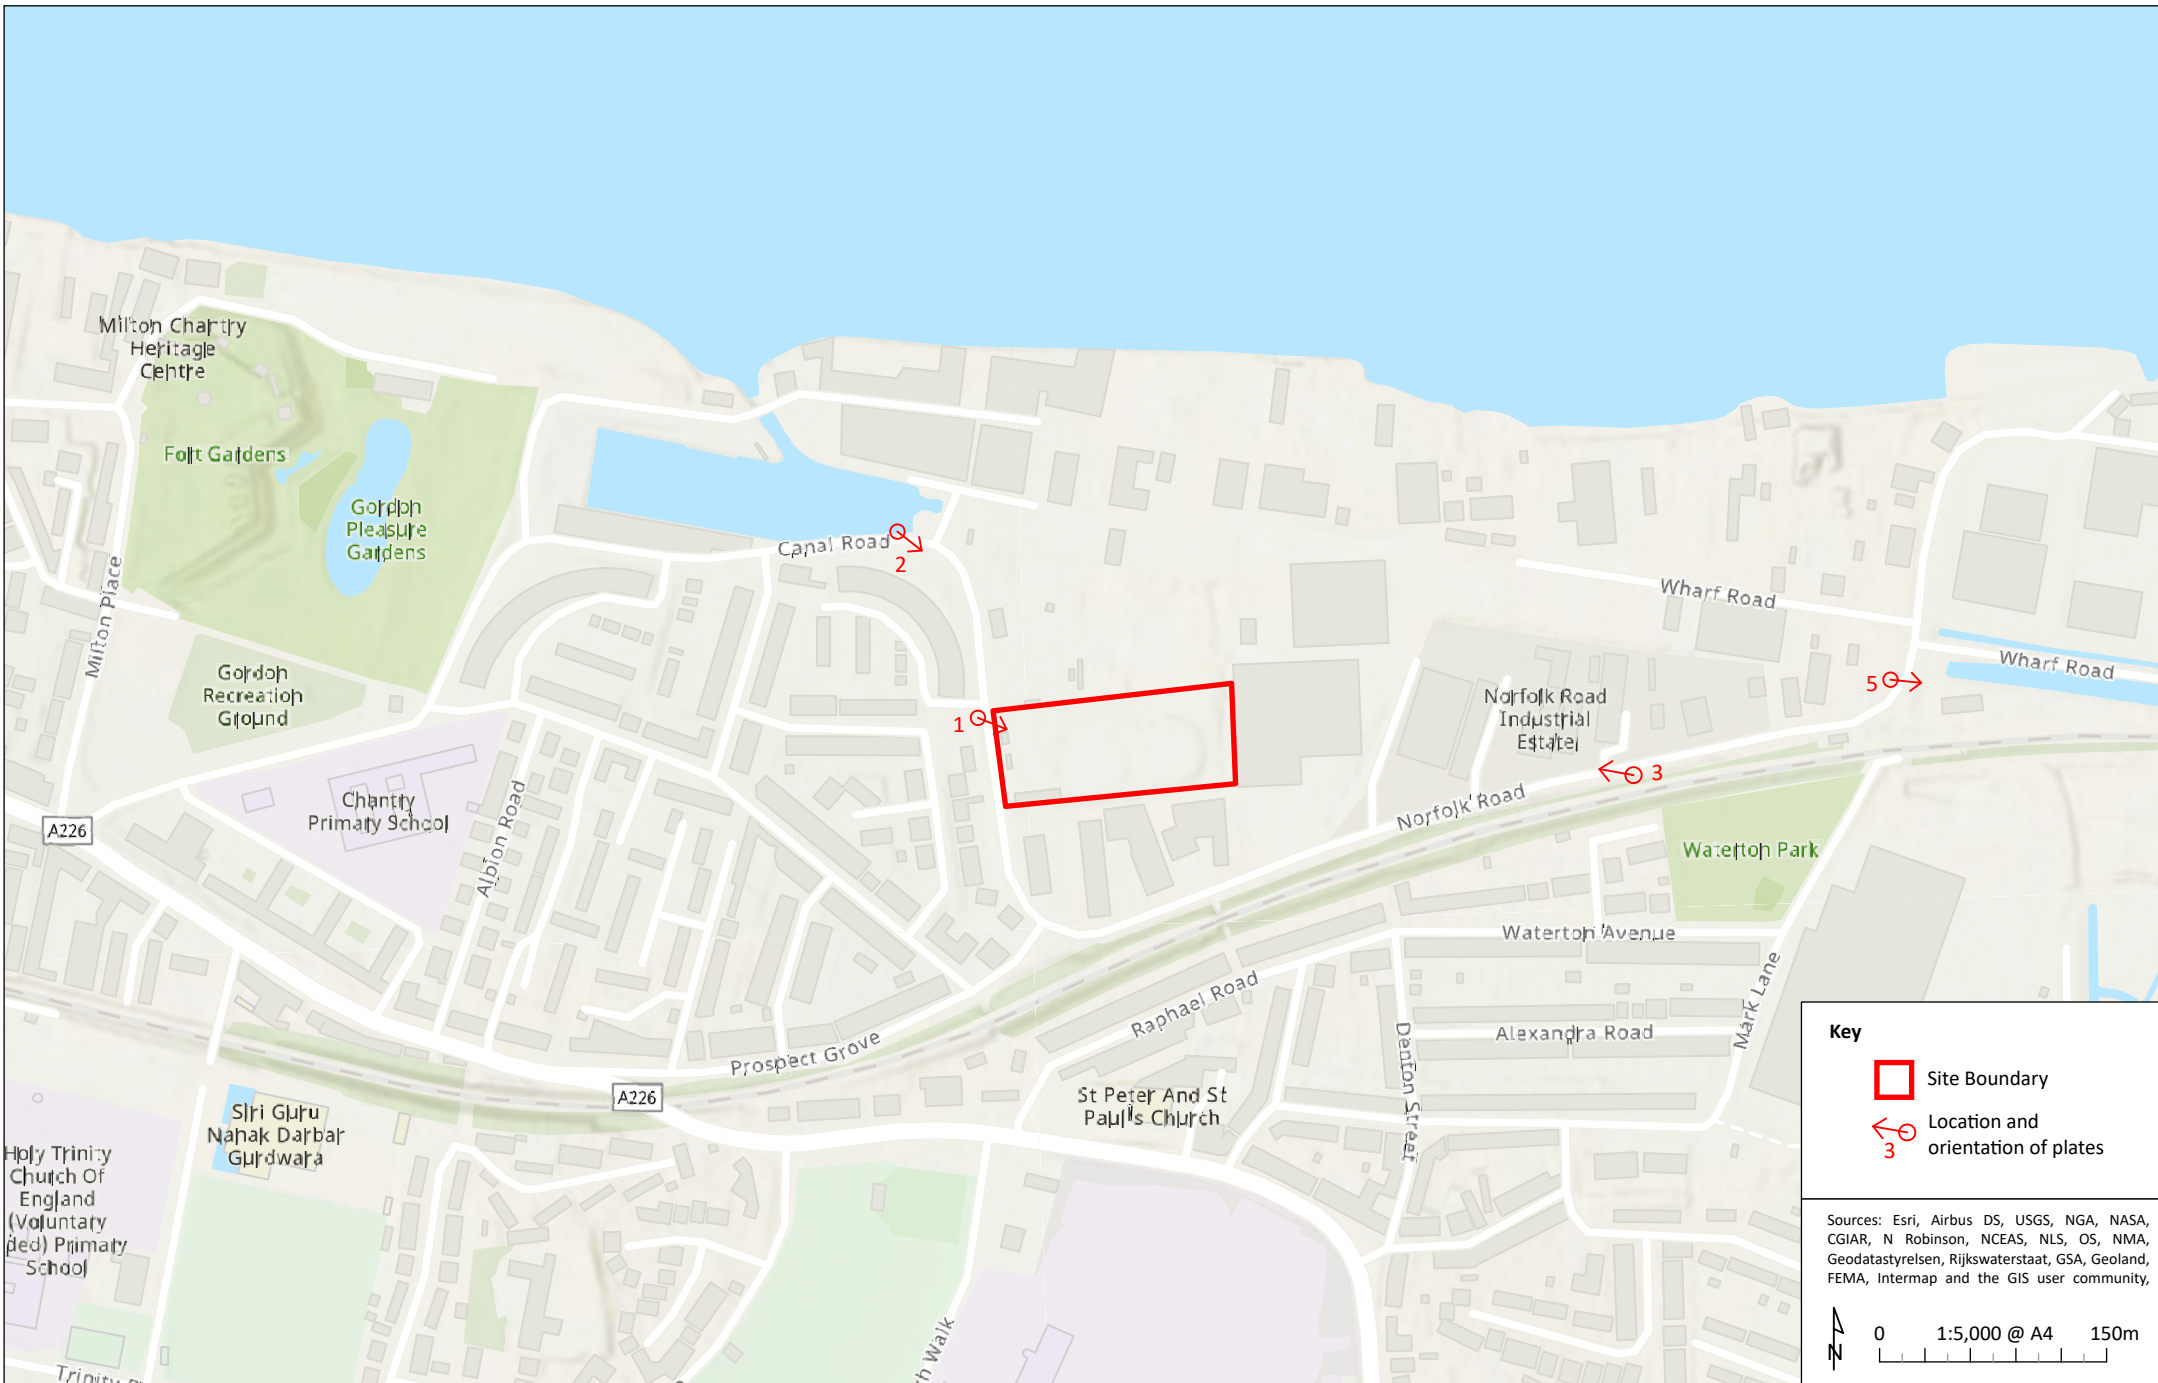 Milton Chantry
Heritage
Centre
Fort Gardens
Gordon
Pleasure
Gardens
Canal Road
2
Milton Place
Wharf Road
Wharf Road
Gordon
Recreation
Ground
1
Norfolk Road
Industrial
Estate
5
3
Chantry
Primary School
Albion Road
A226
Norfolk Road
Waterton Park
Waterton Avenue
Raphael Road
Mark Lane
Prospect Grove
Denton Street
Alexandra Road
A226
St Peter And St
Paul's Church
Siri Guru
Nanak Darbar
Gurdwara
Holy Trinity
Church Of
England
(Voluntary
ded) Primary
School
Walk
Trinity
Key
Site Boundary
Location and
orientation of plates
3
Sources: Esri, Airbus DS, USGS, NGA, NASA,
CGIAR, N Robinson, NCEAS, NLS, OS, NMA,
Geodatastyrelsen, Rijkswaterstaat, GSA, Geoland,
FEMA, Intermap and the GIS user community,
N
0 1:5,000 @ A4 150m